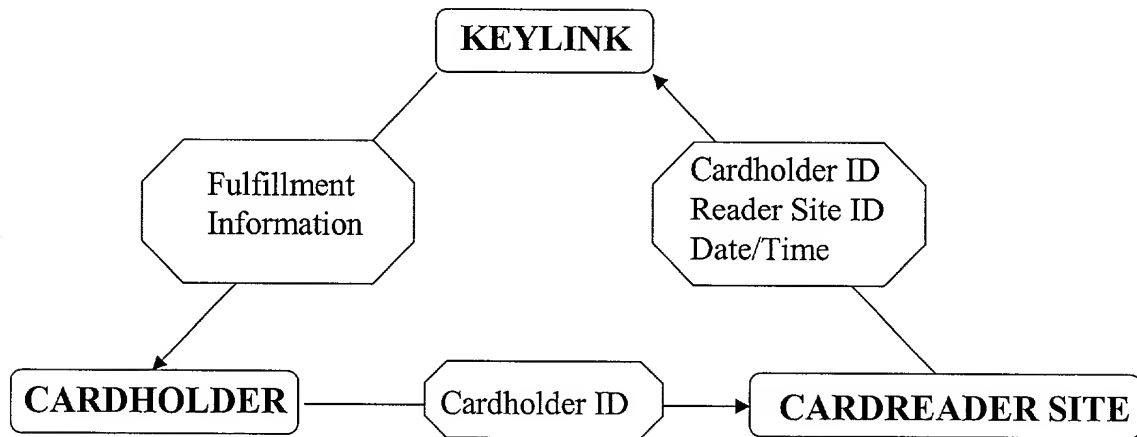 KEYLINK
Fulfillment
Information
Cardholder ID
Reader Site ID
Date/Time
CARDHOLDER
Cardholder ID
CARDREADER SITE